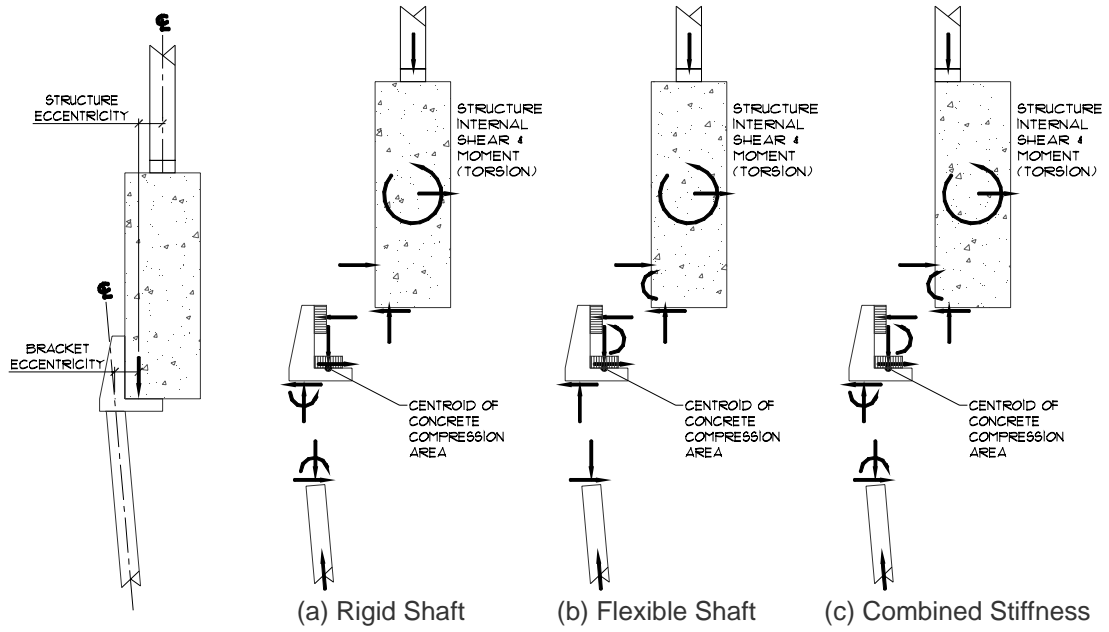 ℄
STRUCTURE
ECCENTRICITY
℄
BRACKET
ECCENTRICITY
STRUCTURE
INTERNAL
SHEAR &
MOMENT
(TORSION)
CENTROID OF
CONCRETE
COMPRESSION
AREA
(a) Rigid Shaft
STRUCTURE
INTERNAL
SHEAR &
MOMENT
(TORSION)
CENTROID OF
CONCRETE
COMPRESSION
AREA
(b) Flexible Shaft
STRUCTURE
INTERNAL
SHEAR &
MOMENT
(TORSION)
CENTROID OF
CONCRETE
COMPRESSION
AREA
(c) Combined Stiffness